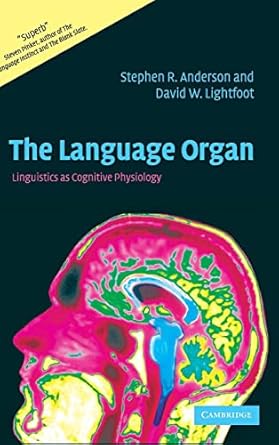 "Superb"
Steven Pinker, author of The
Language Instinct and The Blank Slate.
Stephen R. Anderson and
David W. Lightfoot
The Language Organ
Linguistics as Cognitive Physiology
CAMBRIDGE